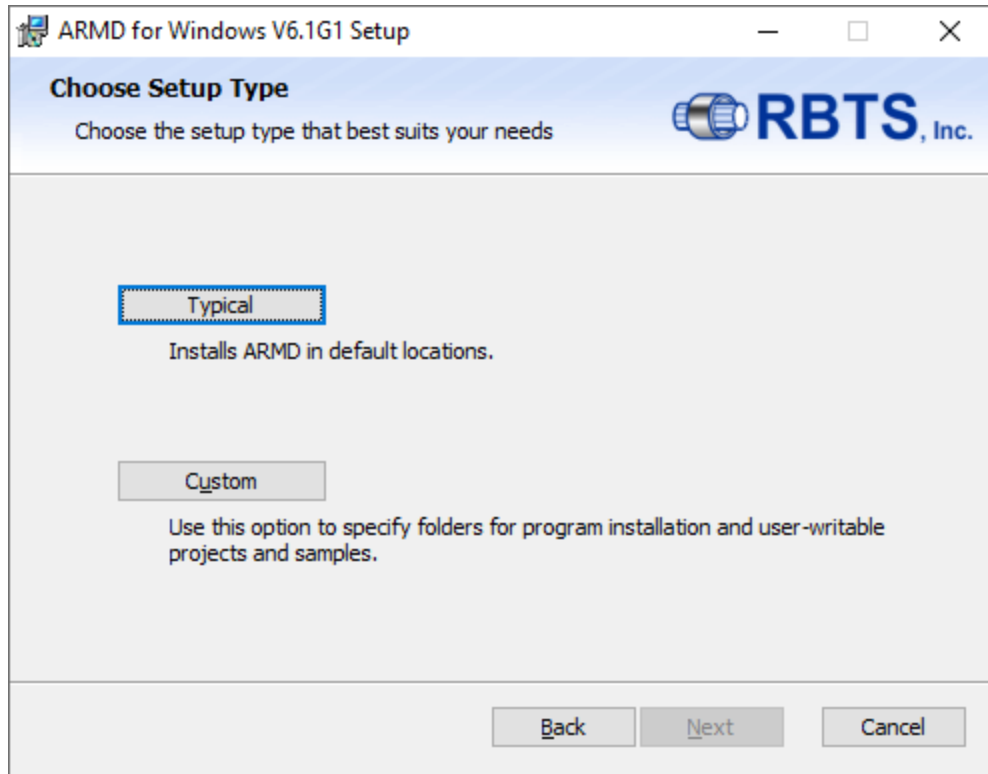 ARMD for Windows V6.1G1 Setup
Choose Setup Type
Choose the setup type that best suits your needs
RBTS, Inc.
Typical
Installs ARMD in default locations.
Custom
Use this option to specify folders for program installation and user-writable
projects and samples.
Back
Next
Cancel